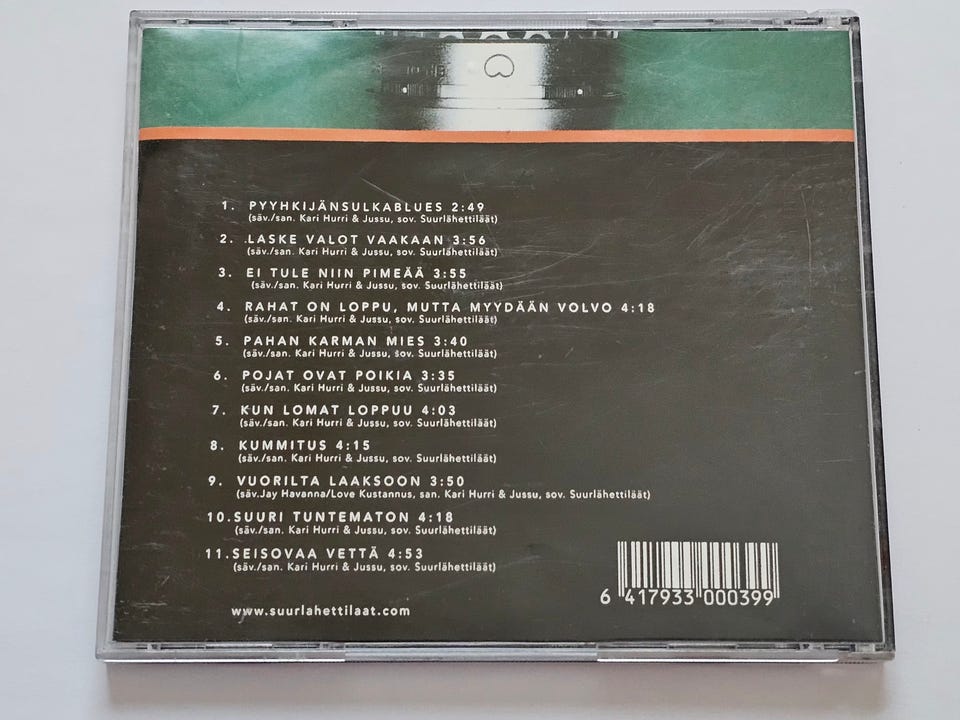 1. PYYHKIJÄNSULKABLUES 2:49
(säv./san. Kari Hurri & Jussu, sov. Suurlähettiläät)
2. LASKE VALOT VAAKAAN 3:56
(säv./san. Kari Hurri & Jussu, sov. Suurlähettiläät)
3. EI TULE NIIN PIMEÄÄ 3:55
(säv./san. Kari Hurri & Jussu, sov. Suurlähettiläät)
4. RAHAT ON LOPPU, MUTTA MYYDÄÄN VOLVO 4:18
(säv./san. Kari Hurri & Jussu, sov. Suurlähettiläät)
5. PAHAN KARMAN MIES 3:40
(säv./san. Kari Hurri & Jussu, sov. Suurlähettiläät)
6. POJAT OVAT POIKIA 3:35
(säv./san. Kari Hurri & Jussu, sov. Suurlähettiläät)
7. KUN LOMAT LOPPUU 4:03
(säv./san. Kari Hurri & Jussu, sov. Suurlähettiläät)
8. KUMMITUS 4:15
(säv./san. Kari Hurri & Jussu, sov. Suurlähettiläät)
9. VUORILTA LAAKSOON 3:50
(säv.Jay Havanna/Love Kustannus, san. Kari Hurri & Jussu, sov. Suurlähettiläät)
10.SUURI TUNTEMATON 4:18
(säv./san. Kari Hurri & Jussu, sov. Suurlähettiläät)
11.SEISOVAA VETTÄ 4:53
(säv./san. Kari Hurri & Jussu, sov. Suurlähettiläät)
www.suurlahettilaat.com
6 417933 000399